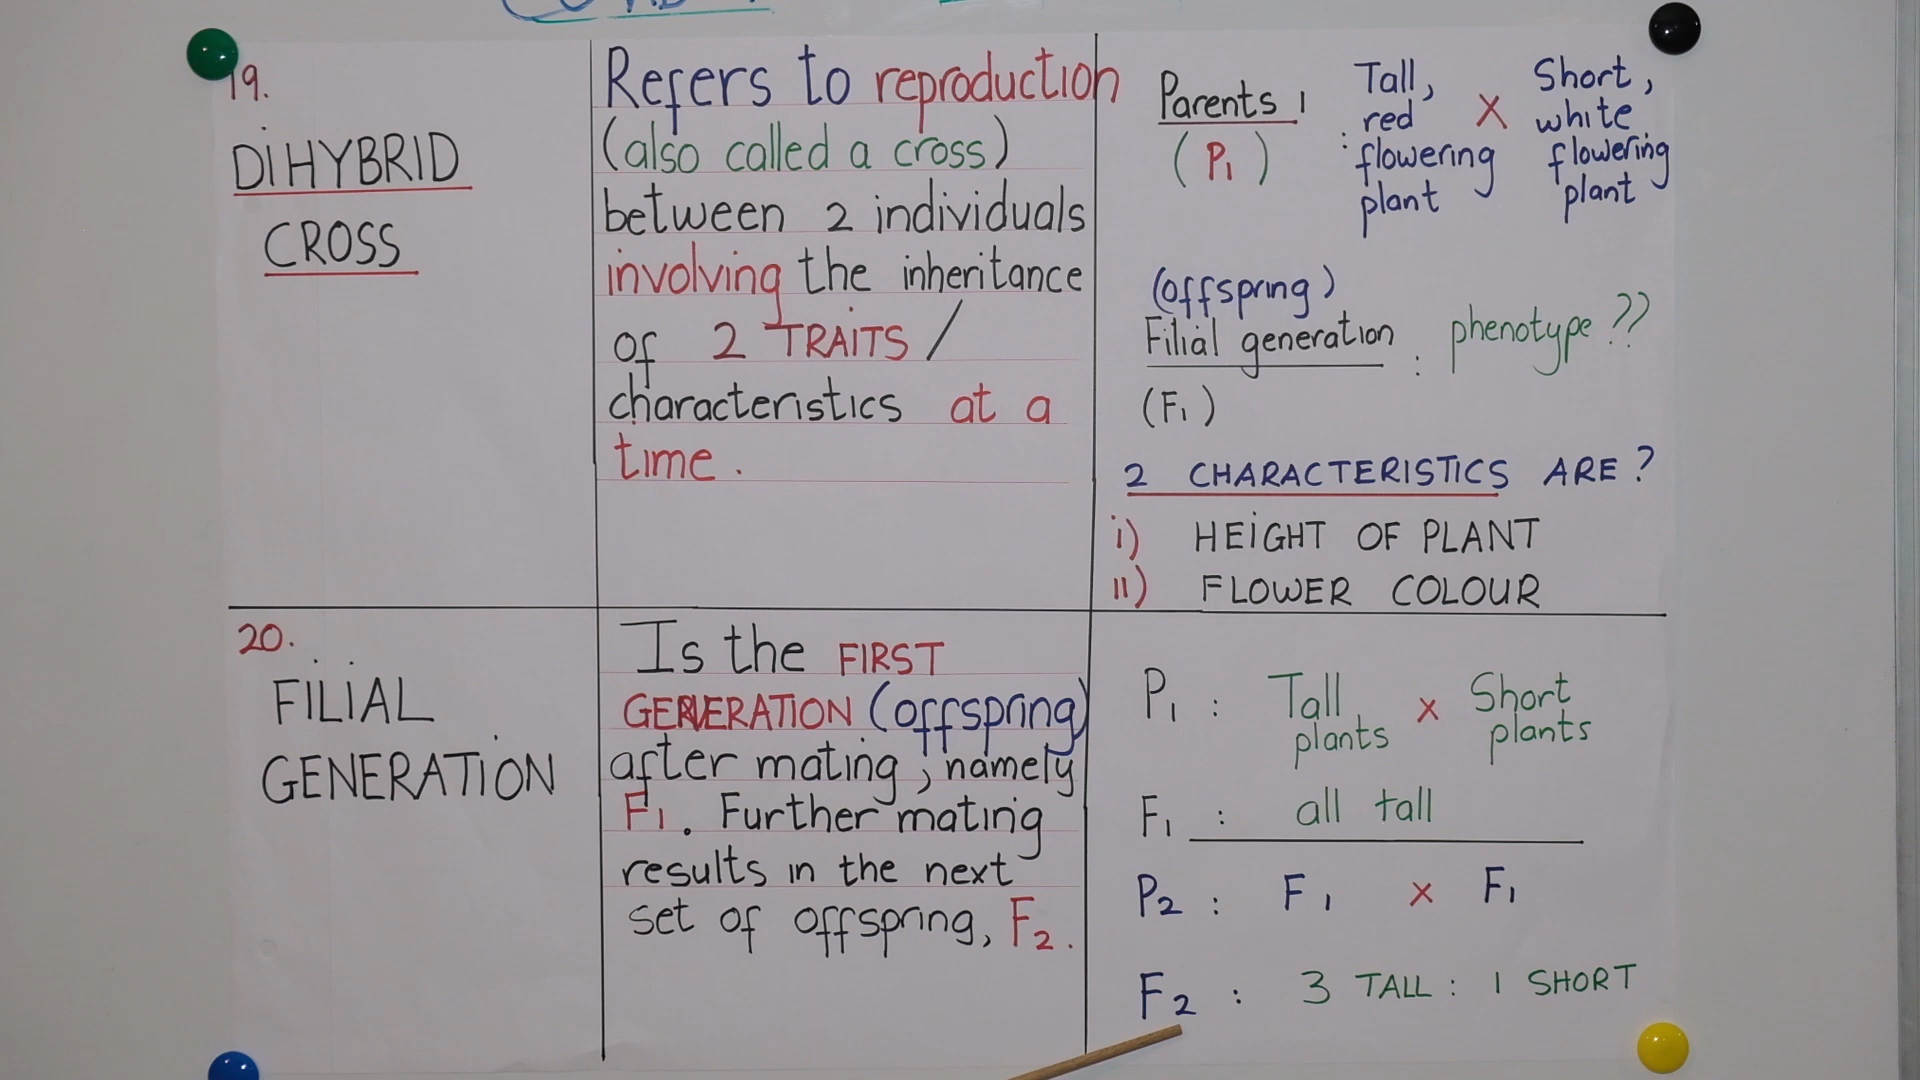 19.
DIHYBRID
CROSS
Refers to reproduction
(also called a cross)
between 2 individuals
involving the inheritance
of 2 TRAITS /
characteristics at a
time.
Parents :
(P1)
Tall,
red
flowering
plant
X
Short,
white
flowering
plant
(offspring)
Filial generation : phenotype ??
(F1)
2 CHARACTERISTICS ARE?
i) HEIGHT OF PLANT
ii) FLOWER COLOUR
20.
FILIAL
GENERATION
Is the FIRST
GENERATION (offspring)
after mating, namely
F1. Further mating
results in the next
set of offspring, F2.
P1 : Tall plants x Short plants
F1 : all tall
P2 : F1 x F1
F2 : 3 TALL : 1 SHORT